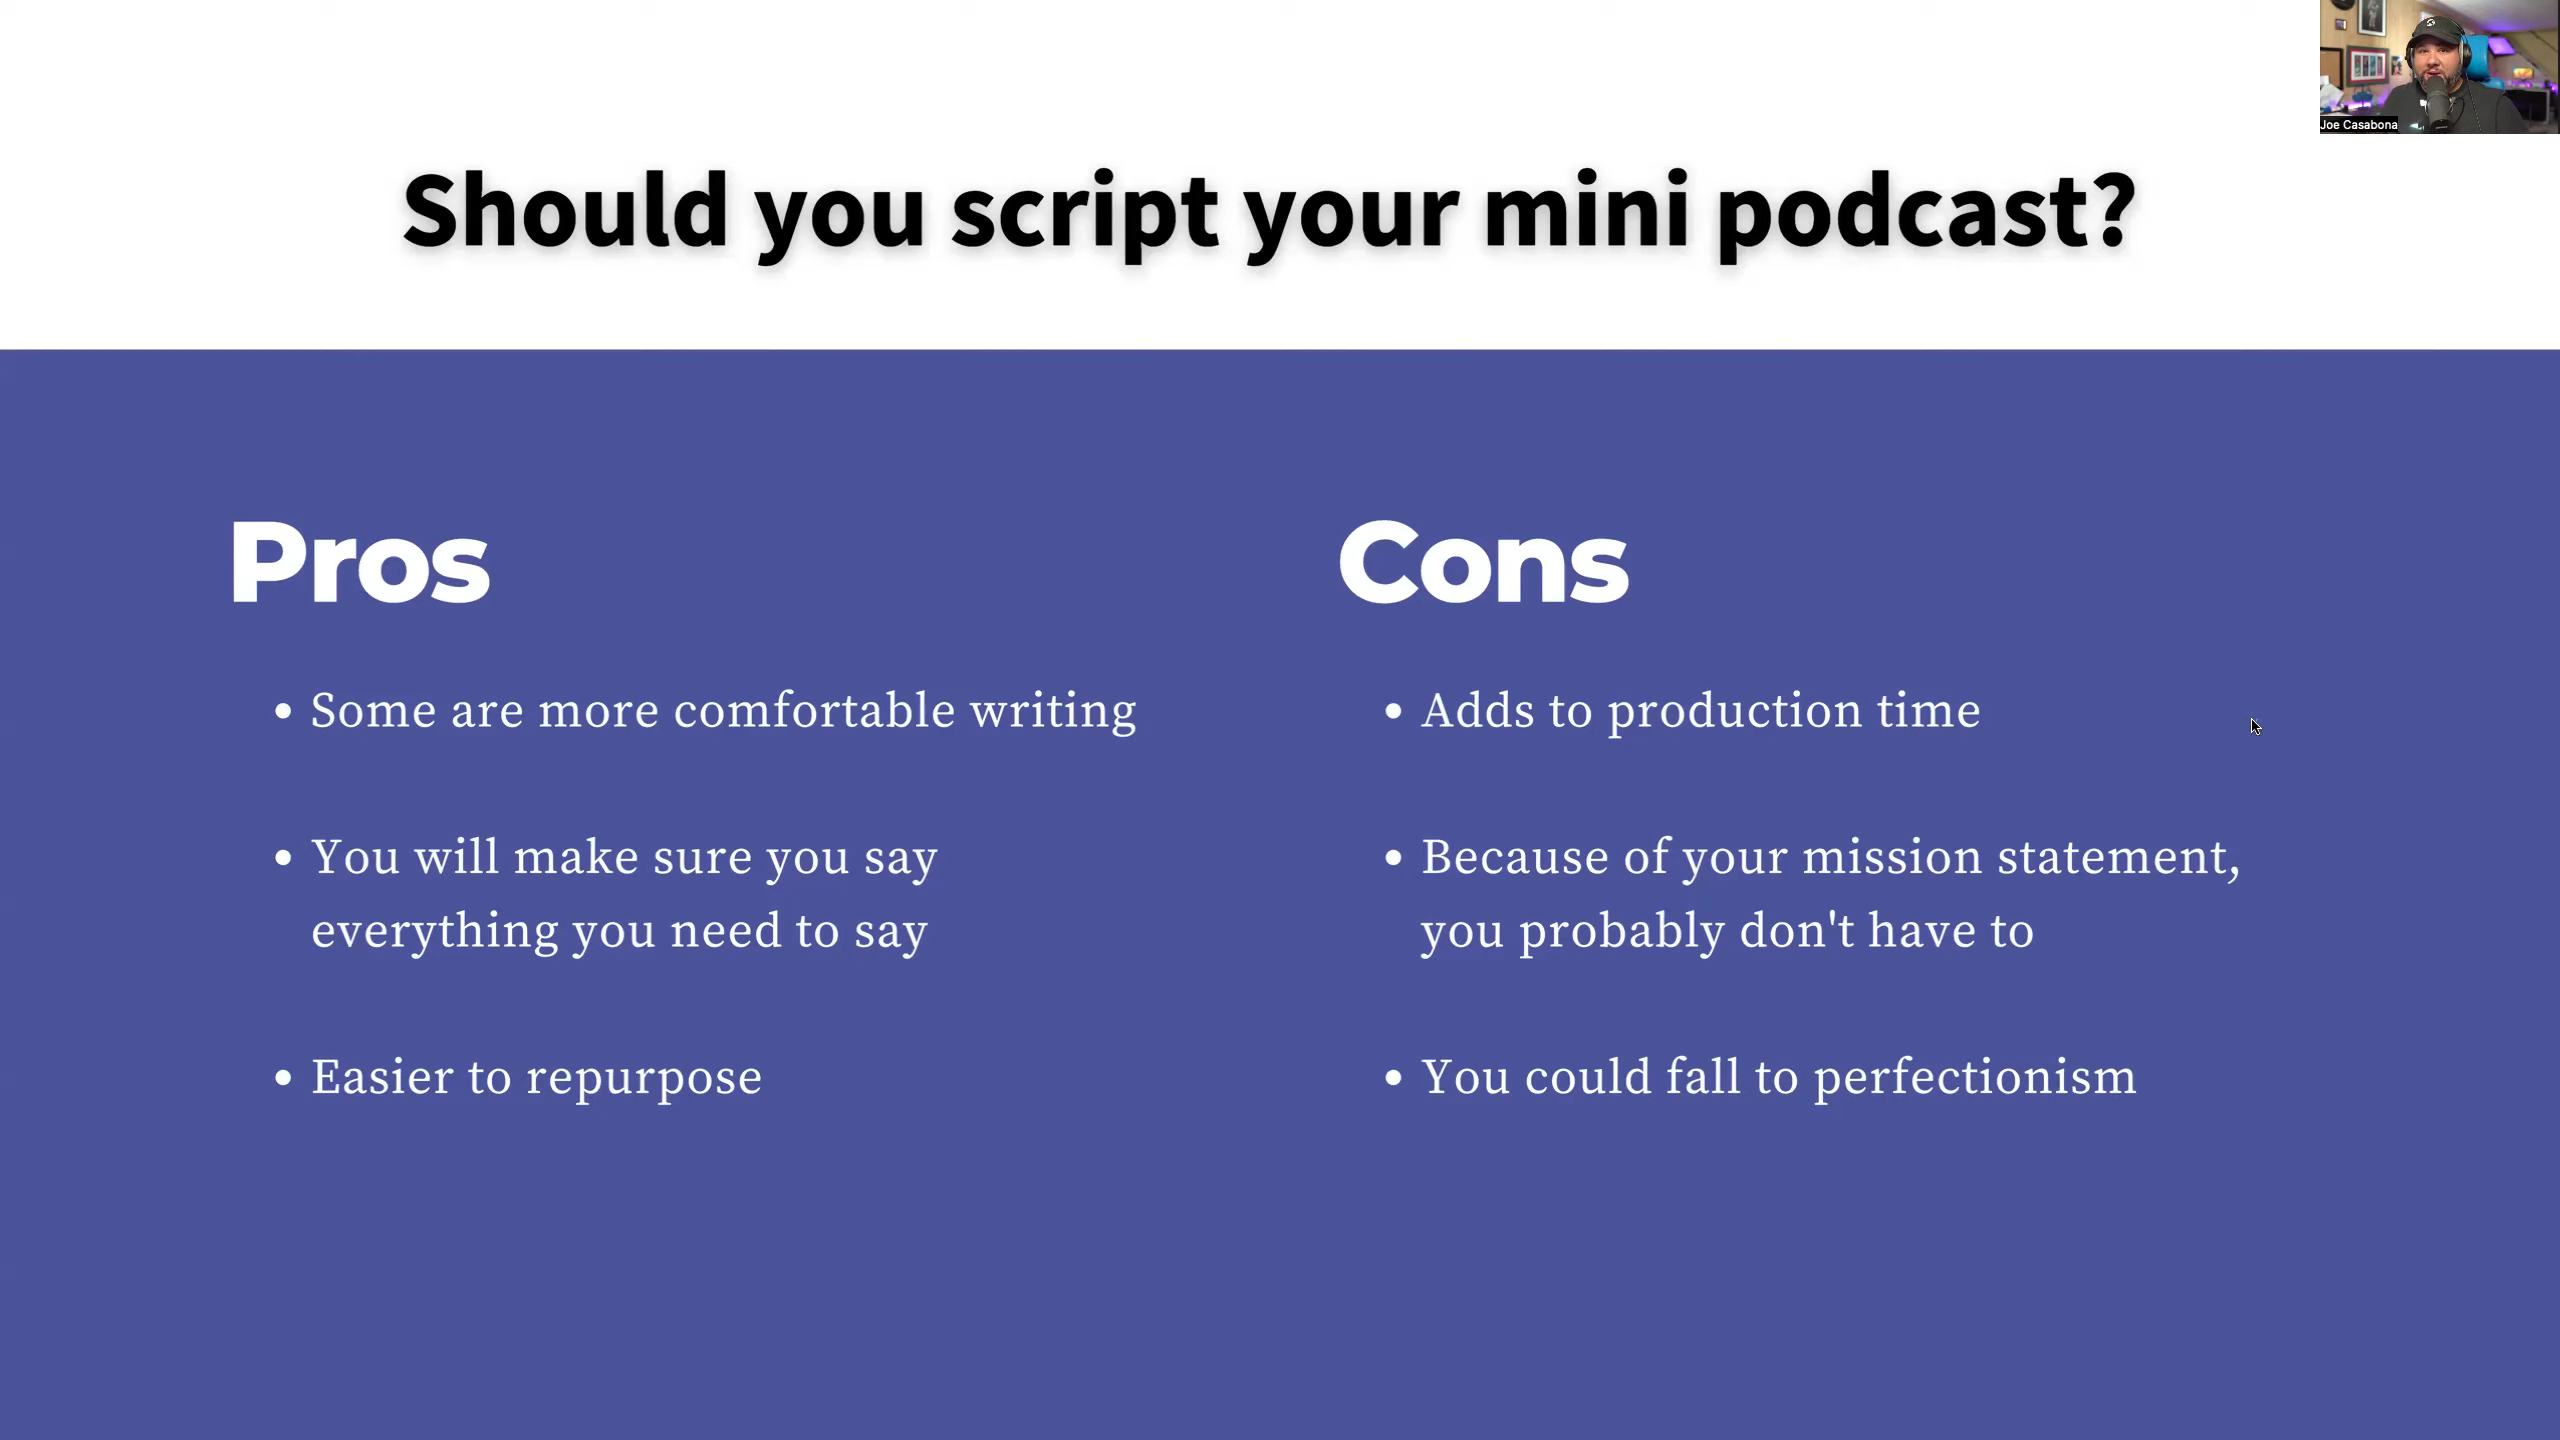 Joe Casabona
Should you script your mini podcast?
Pros
• Some are more comfortable writing
• You will make sure you say
everything you need to say
• Easier to repurpose
Cons
• Adds to production time
• Because of your mission statement,
you probably don't have to
• You could fall to perfectionism